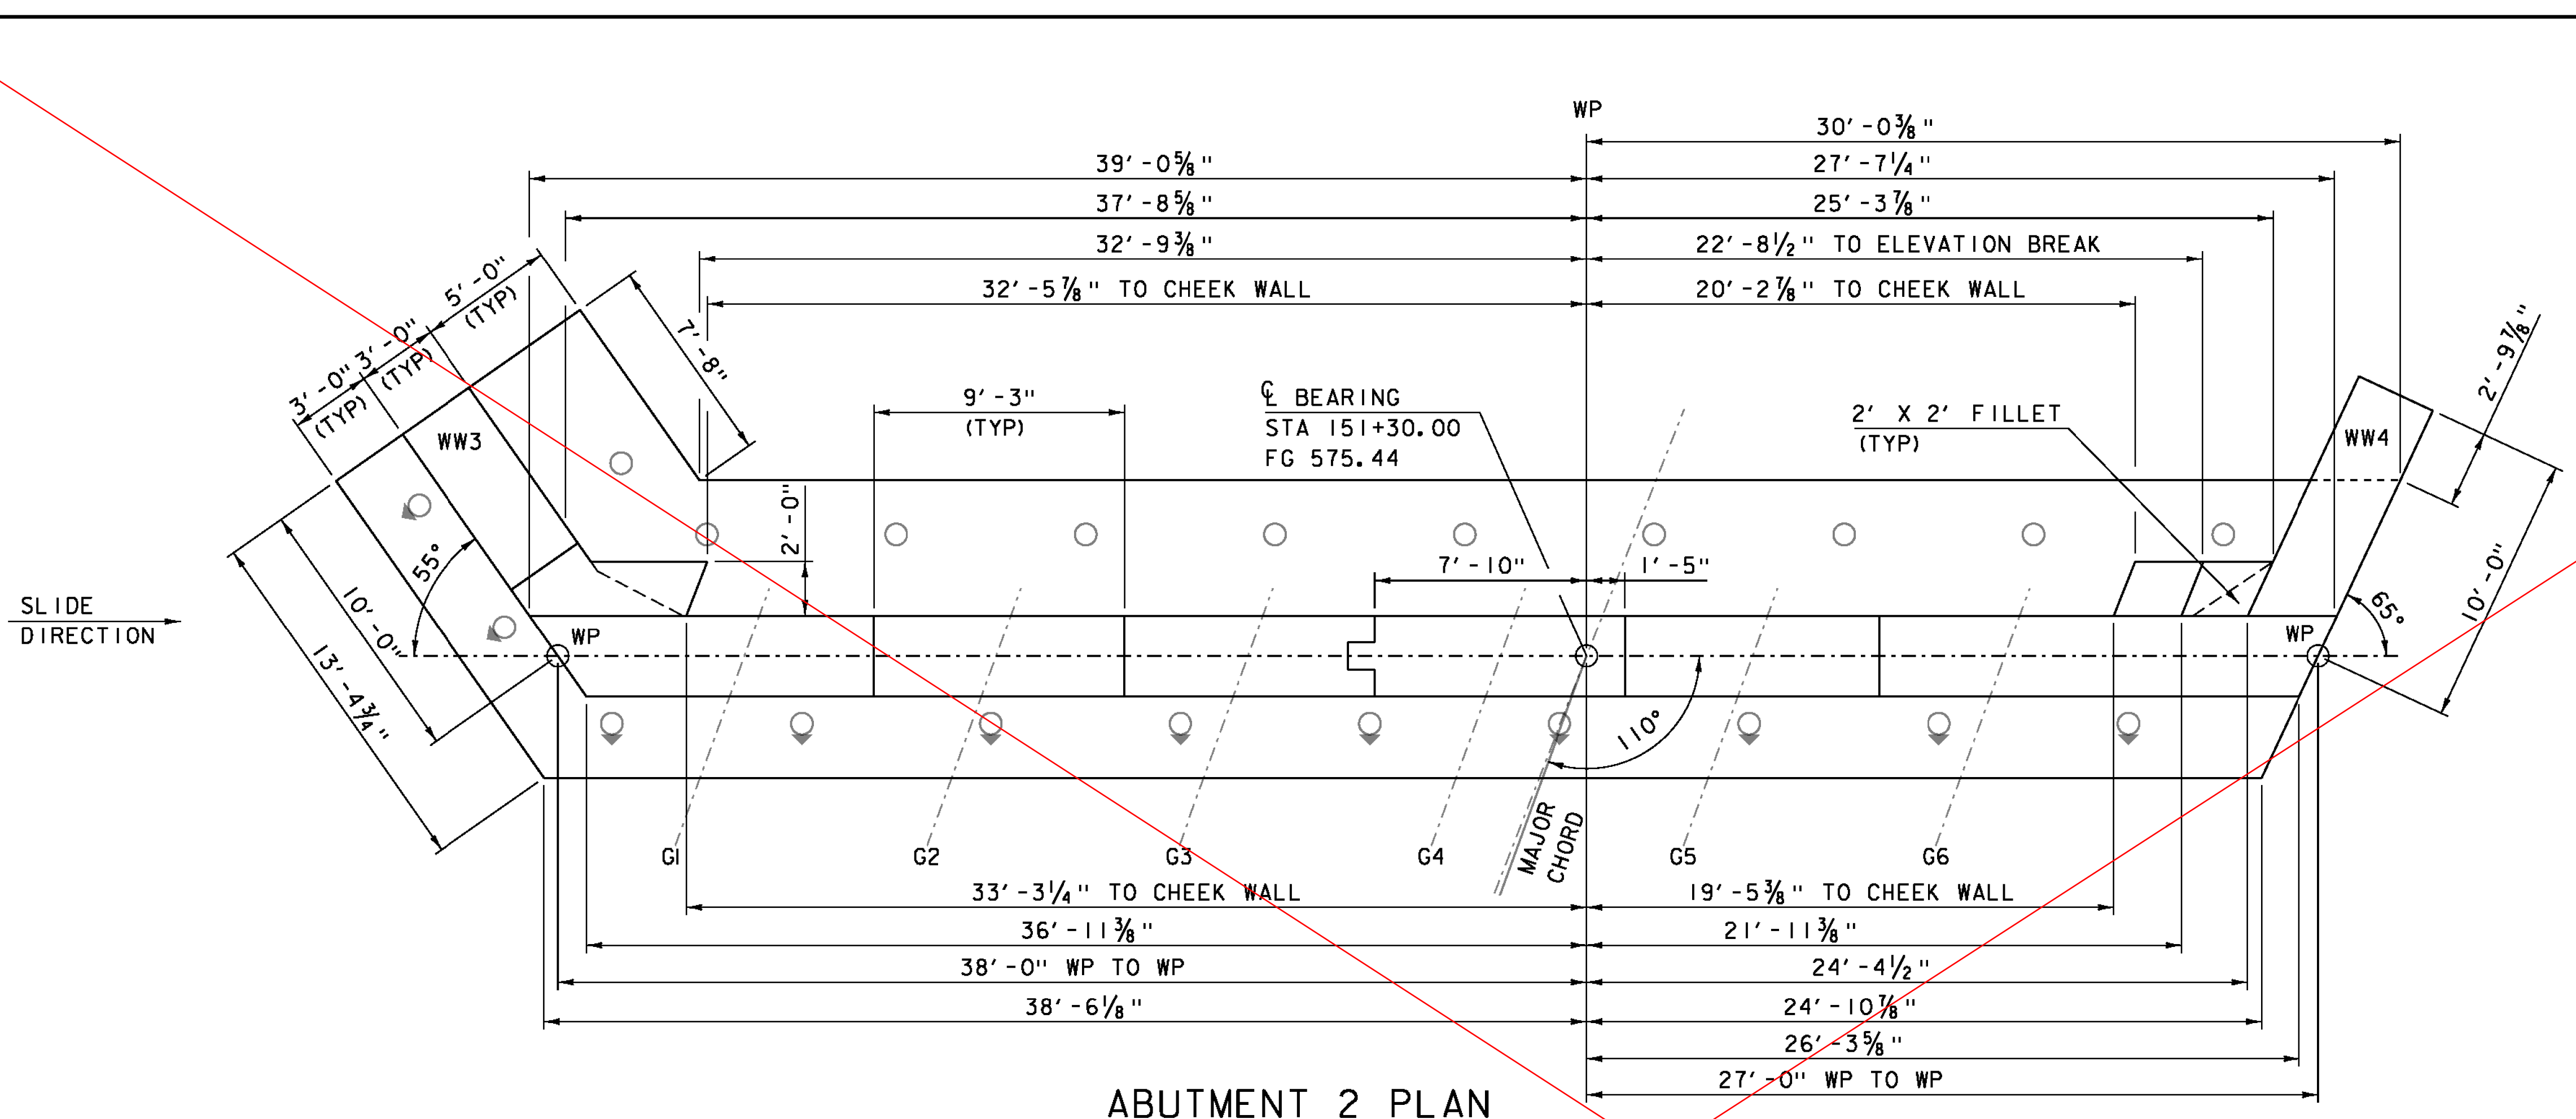 WP
30'-0⅜"
39'-0⅝"
27'-7¼"
37'-8⅝"
25'-3⅞"
32'-9⅜"
22'-8½" TO ELEVATION BREAK
32'-5⅞" TO CHEEK WALL
20'-2⅞" TO CHEEK WALL
5'-0"
(TYP)
3'-0"
(TYP)
3'-0"
(TYP)
7'-8"
WW3
9'-3"
(TYP)
℄ BEARING
STA 151+30.00
FG 575.44
2' X 2' FILLET
(TYP)
2'-9⅞"
WW4
2'-0"
7'-10"
1'-5"
55°
10'-0"
13'-4¾"
SLIDE
DIRECTION
WP
WP
65°
10'-0"
110°
MAJOR
CHORD
G1
G2
G3
G4
G5
G6
33'-3¼" TO CHEEK WALL
19'-5⅜" TO CHEEK WALL
36'-11⅜"
21'-11⅜"
38'-0" WP TO WP
24'-4½"
38'-6⅛"
24'-10⅞"
26'-3⅝"
27'-0" WP TO WP
ABUTMENT 2 PLAN